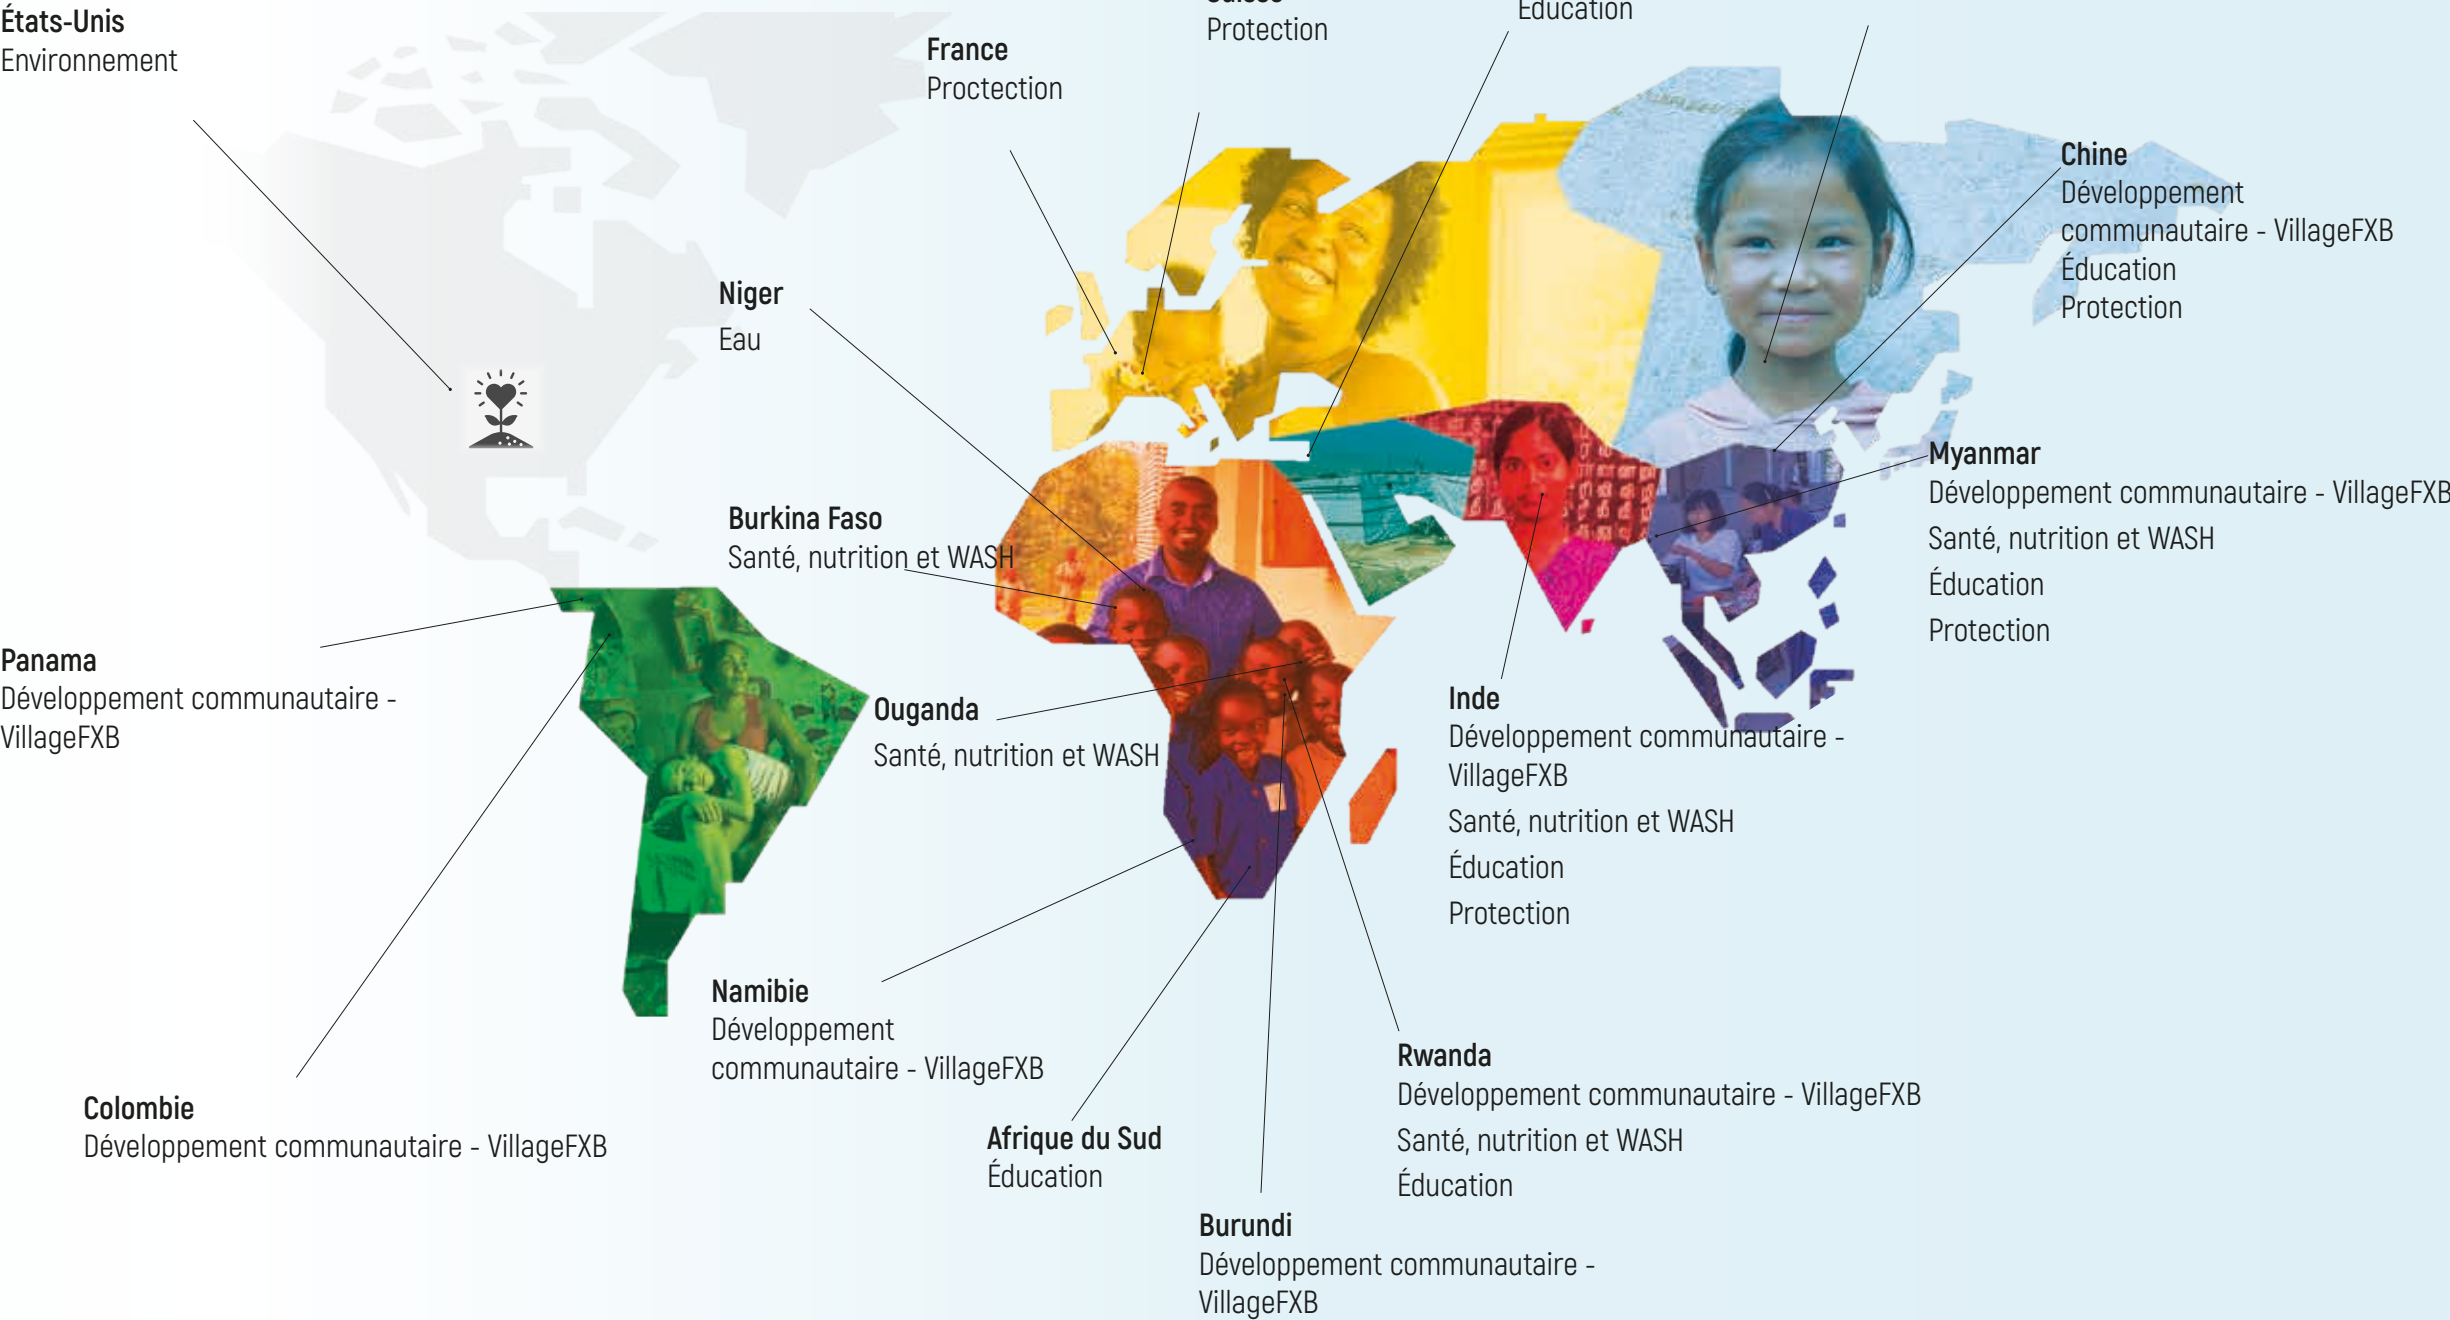 États-Unis
Environnement
France
Proctection
Suisse
Protection
Éducation
Chine
Développement
communautaire - VillageFXB
Éducation
Protection
Niger
Eau
Burkina Faso
Santé, nutrition et WASH
Myanmar
Développement communautaire - VillageFXB
Santé, nutrition et WASH
Éducation
Protection
Panama
Développement communautaire -
VillageFXB
Ouganda
Santé, nutrition et WASH
Inde
Développement communautaire -
VillageFXB
Santé, nutrition et WASH
Éducation
Protection
Namibie
Développement
communautaire - VillageFXB
Colombie
Développement communautaire - VillageFXB
Afrique du Sud
Éducation
Rwanda
Développement communautaire - VillageFXB
Santé, nutrition et WASH
Éducation
Burundi
Développement communautaire -
VillageFXB